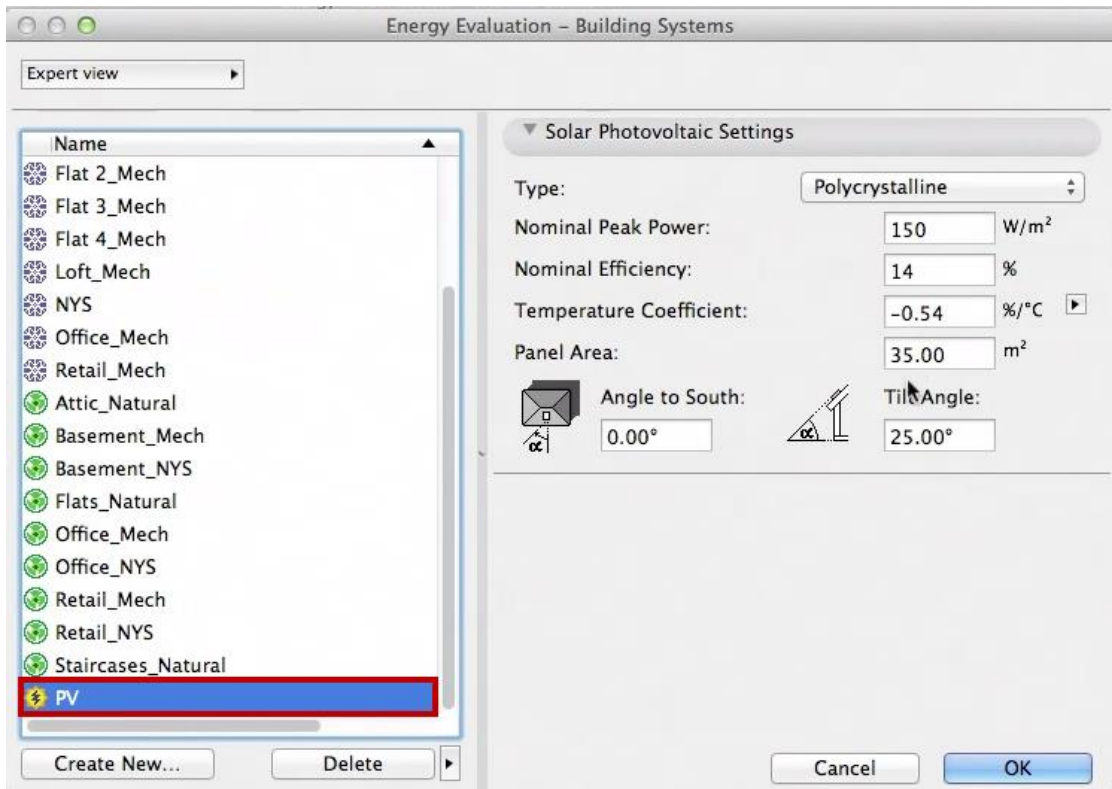 Energy Evaluation – Building Systems
Expert view
Name
Flat 2_Mech
Flat 3_Mech
Flat 4_Mech
Loft_Mech
NYS
Office_Mech
Retail_Mech
Attic_Natural
Basement_Mech
Basement_NYS
Flats_Natural
Office_Mech
Office_NYS
Retail_Mech
Retail_NYS
Staircases_Natural
PV
Create New...
Delete
Solar Photovoltaic Settings
Type: Polycrystalline
Nominal Peak Power: 150 W/m²
Nominal Efficiency: 14 %
Temperature Coefficient: -0.54 %/°C
Panel Area: 35.00 m²
Angle to South: Tilt Angle:
α 0.00° α 25.00°
Cancel OK